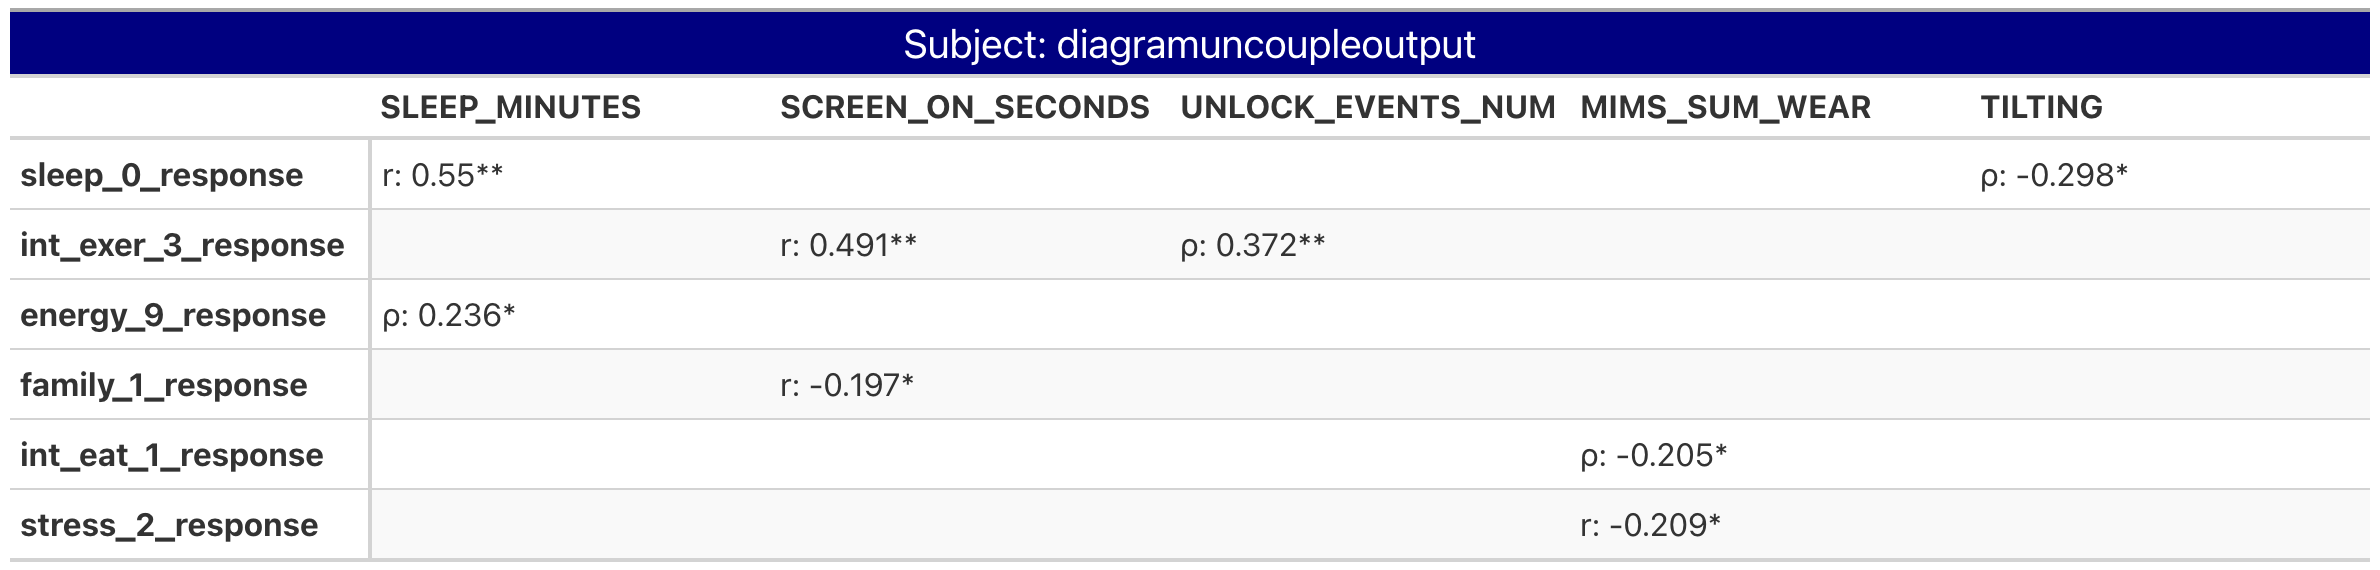 Subject: diagramuncoupleoutput
SLEEP_MINUTES SCREEN_ON_SECONDS UNLOCK_EVENTS_NUM MIMS_SUM_WEAR TILTING
sleep_0_response r: 0.55** ρ: -0.298*
int_exer_3_response r: 0.491** ρ: 0.372**
energy_9_response ρ: 0.236*
family_1_response r: -0.197*
int_eat_1_response ρ: -0.205*
stress_2_response r: -0.209*